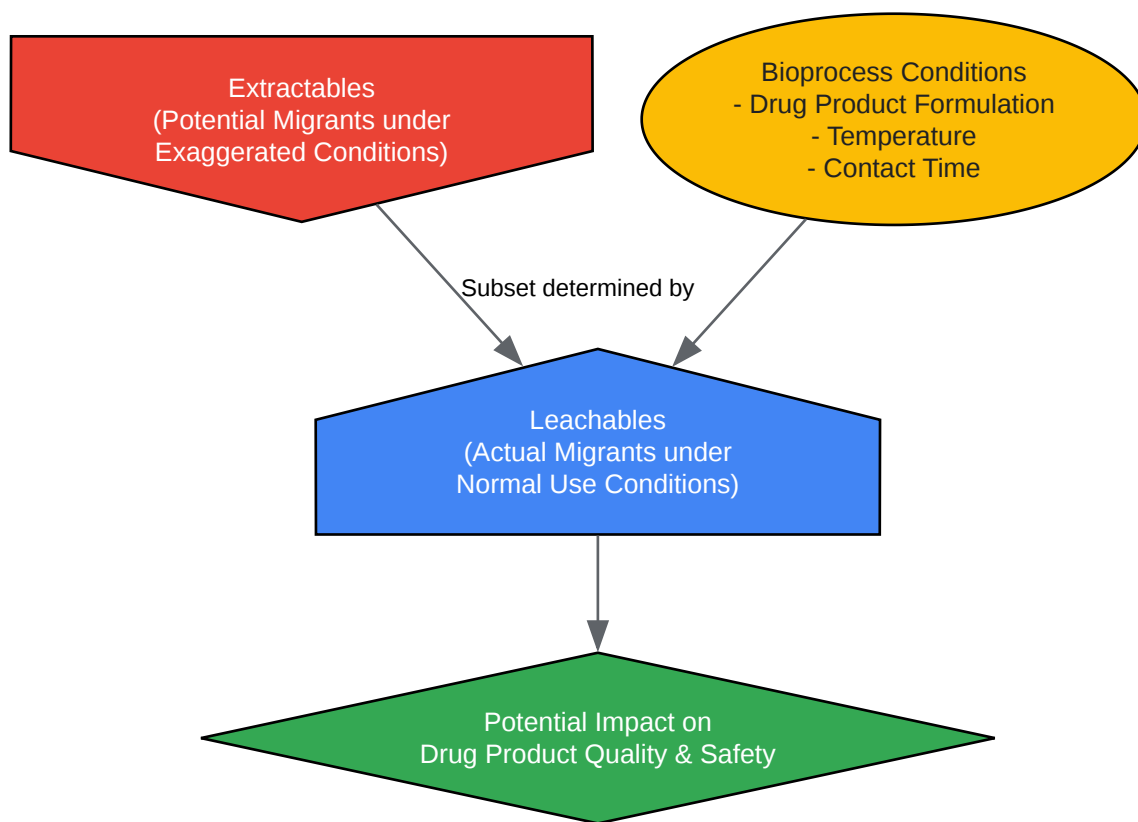 Extractables
(Potential Migrants under
Exaggerated Conditions)
Bioprocess Conditions
- Drug Product Formulation
- Temperature
- Contact Time
Subset determined by
Leachables
(Actual Migrants under
Normal Use Conditions)
Potential Impact on
Drug Product Quality & Safety